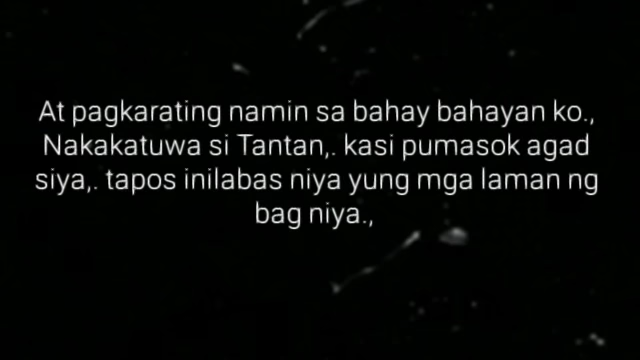 At pagkarating namin sa bahay bahayan ko.,
Nakakatuwa si Tantan,. kasi pumasok agad
siya,. tapos inilabas niya yung mga laman ng
bag niya.,